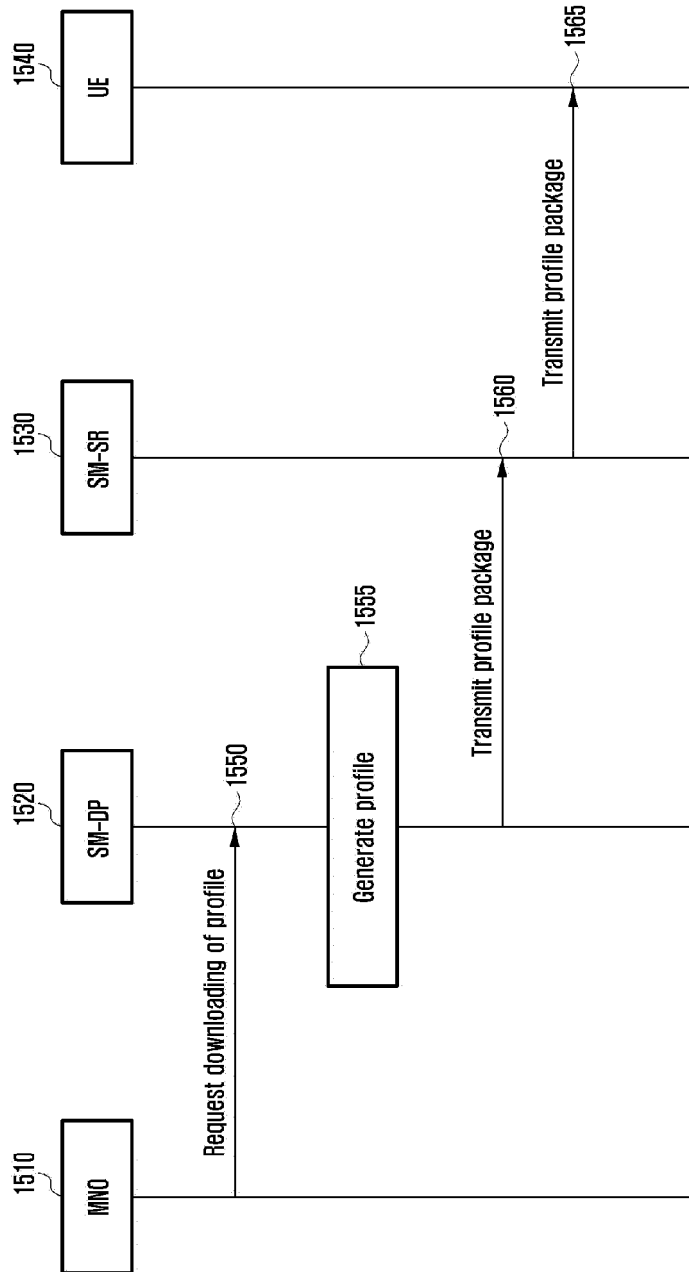 1510
MNO
1520
SM-DP
1530
SM-SR
1540
UE
Request downloading of profile
1550
Generate profile
1555
Transmit profile package
1560
Transmit profile package
1565